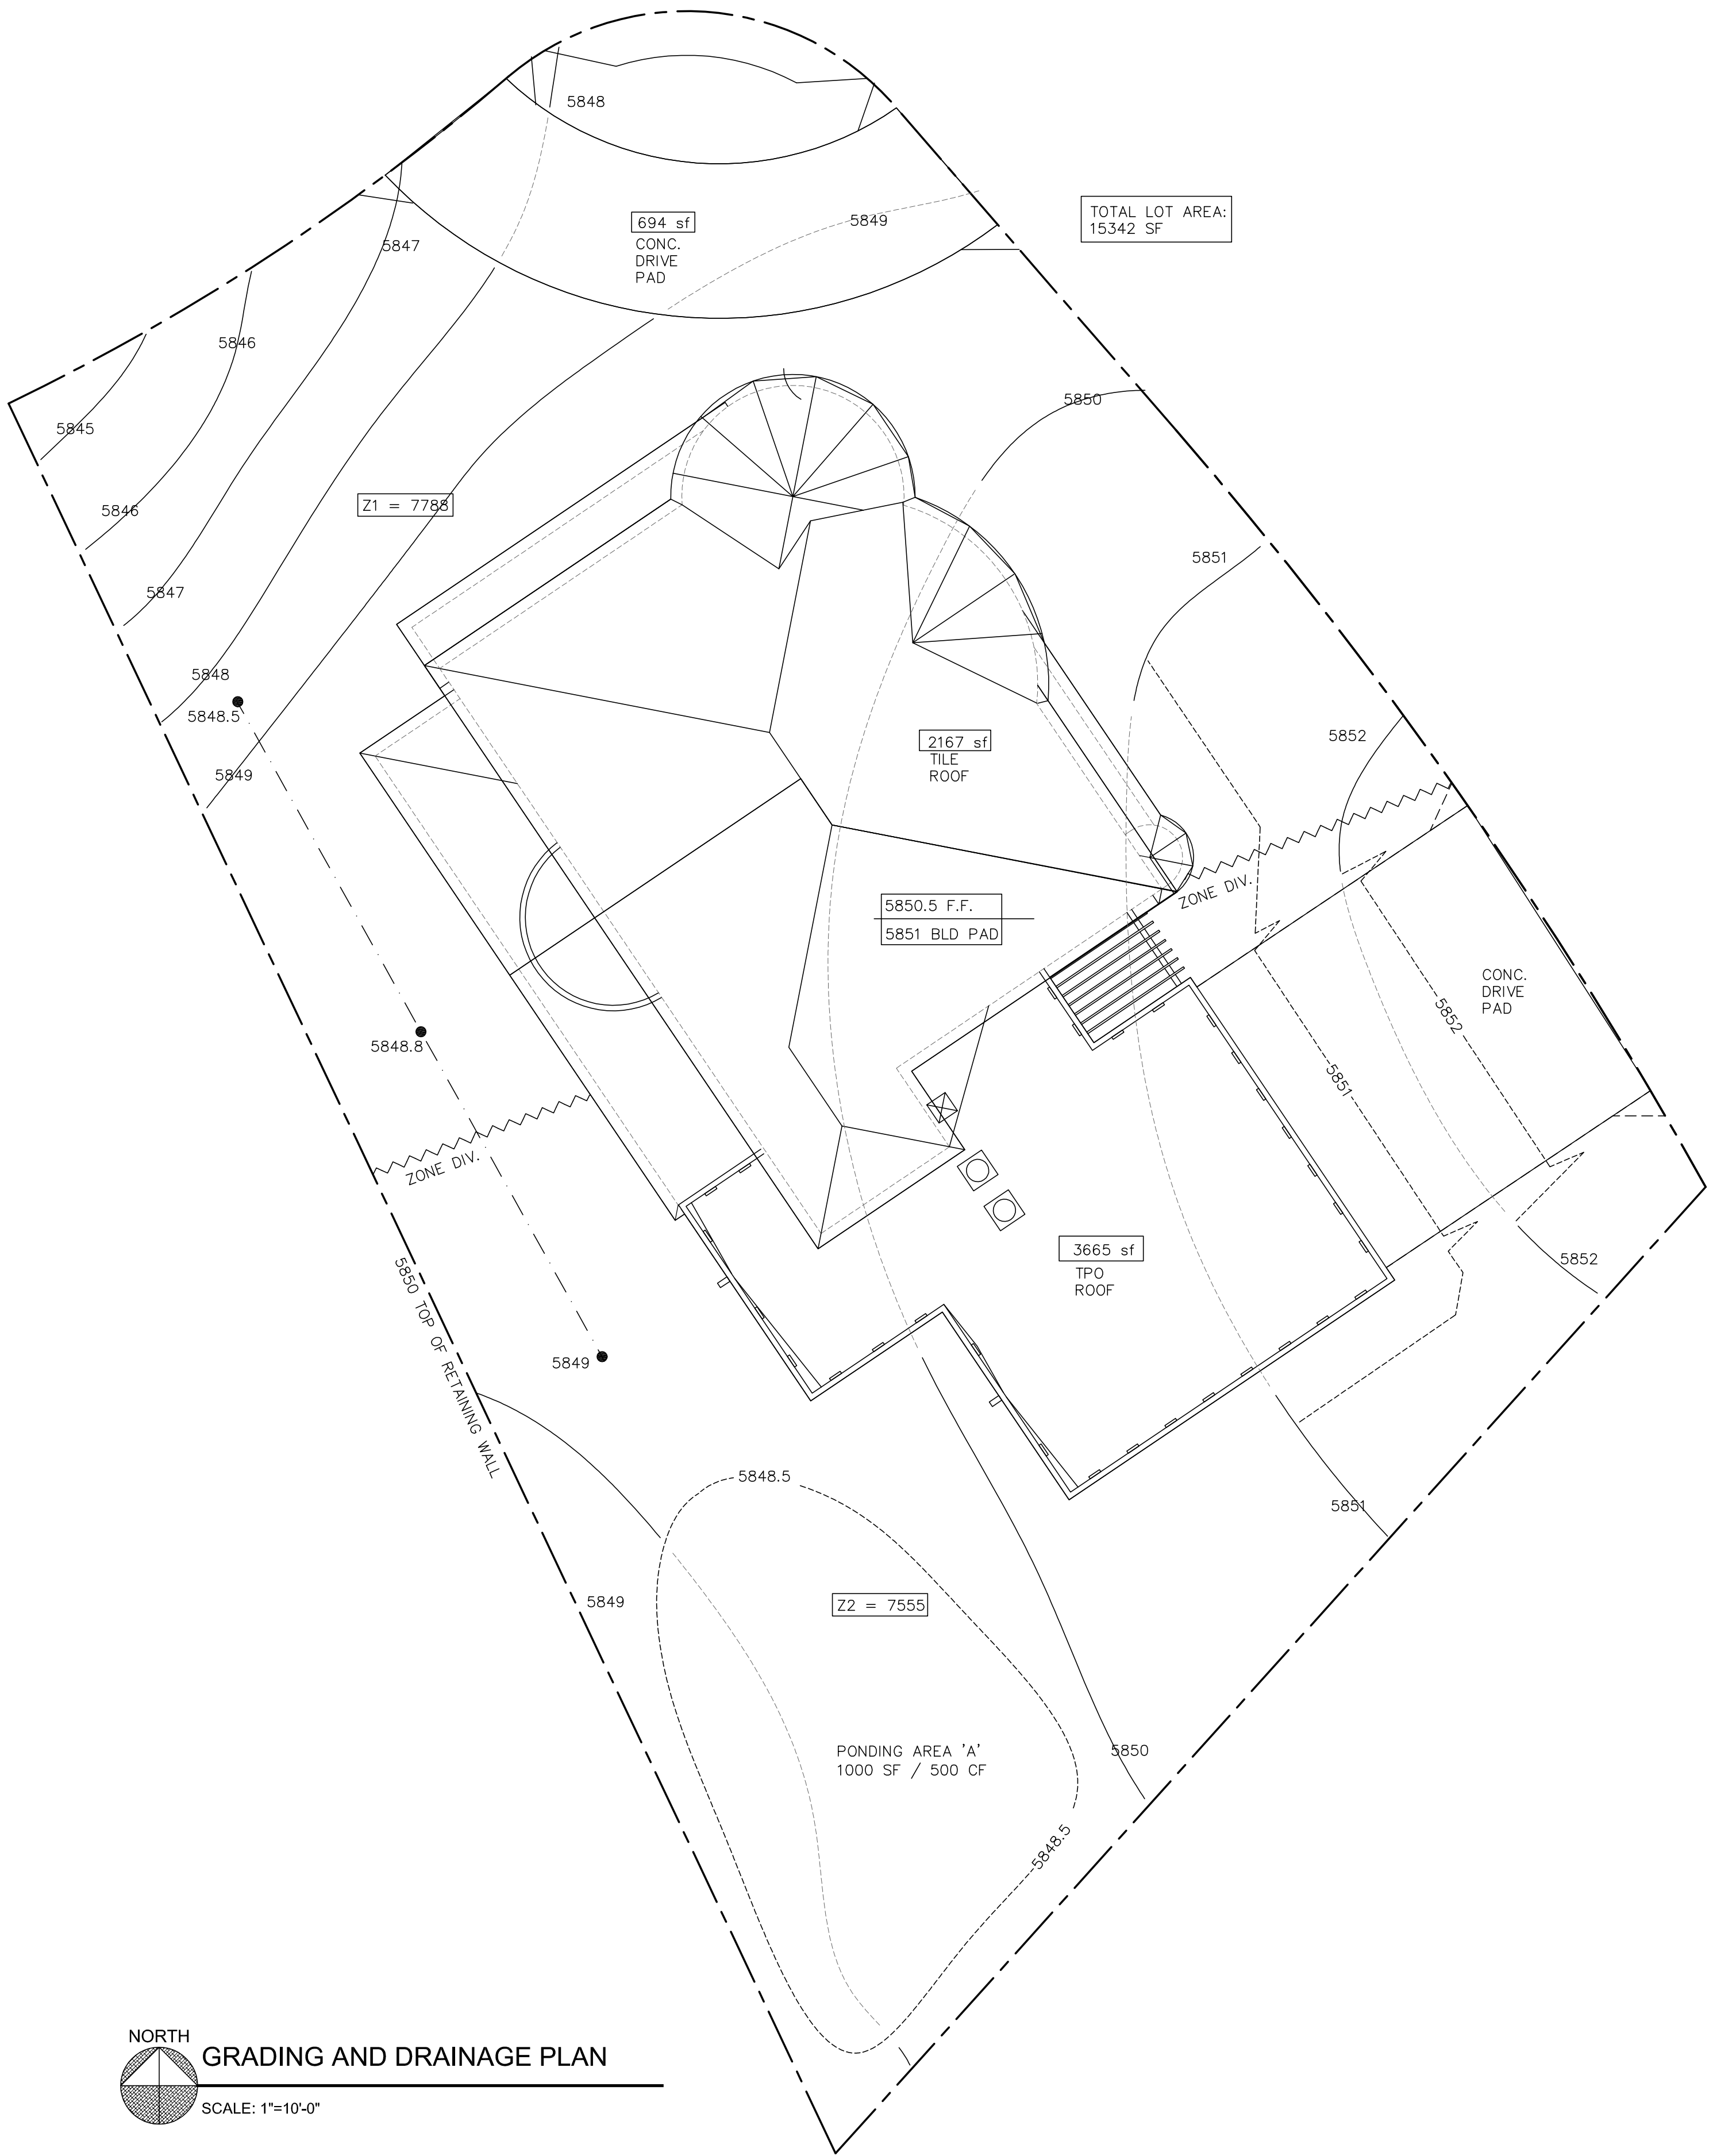 5848
694 sf
CONC.
DRIVE
PAD
5849
TOTAL LOT AREA:
15342 SF
5847
5846
5845
5850
Z1 = 7788
5846
5851
5847
5848
5848.5
5852
2167 sf
TILE
ROOF
5849
ZONE DIV.
5850.5 F.F.
5851 BLD PAD
CONC.
DRIVE
PAD
5852
5848.8
5851
ZONE DIV.
3665 sf
TPO
ROOF
5852
5850 TOP OF RETAINING WALL
5849
5848.5
5851
5849
Z2 = 7555
PONDING AREA 'A'
1000 SF / 500 CF
5850
5848.5
NORTH
GRADING AND DRAINAGE PLAN
SCALE: 1"=10'-0"